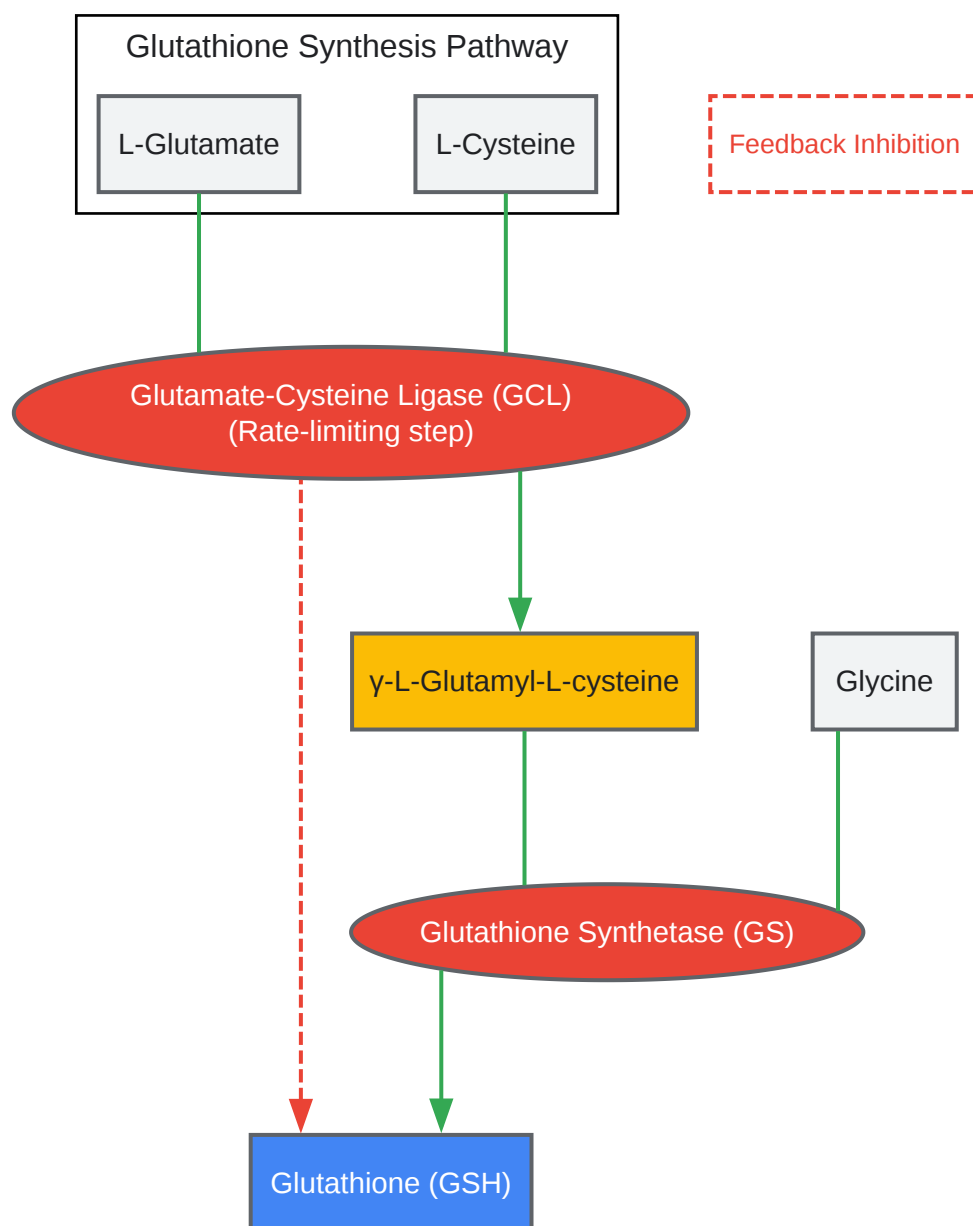 Glutathione Synthesis Pathway
L-Glutamate
L-Cysteine
Feedback Inhibition
Glutamate-Cysteine Ligase (GCL)
(Rate-limiting step)
γ-L-Glutamyl-L-cysteine
Glycine
Glutathione Synthetase (GS)
Glutathione (GSH)